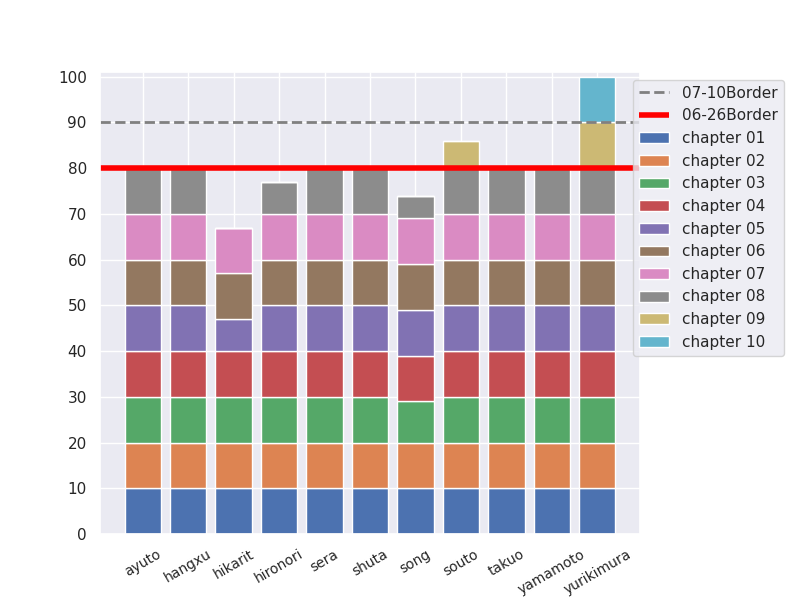 100
90
80
70
60
50
40
30
20
10
0
ayuto
hangxu
hikarit
hironori
sera
shuta
song
souto
takuo
yamamoto
yurikimura
07-10Border
06-26Border
chapter 01
chapter 02
chapter 03
chapter 04
chapter 05
chapter 06
chapter 07
chapter 08
chapter 09
chapter 10